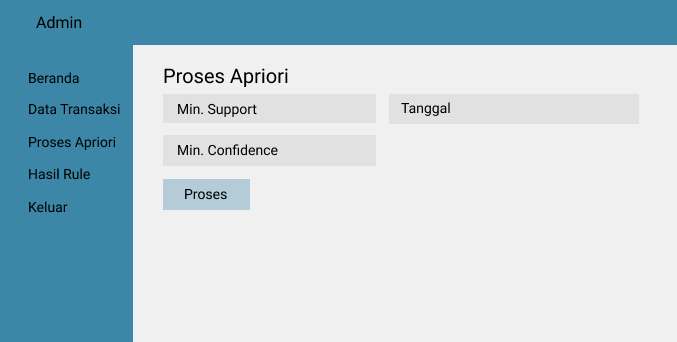 Admin
Beranda
Data Transaksi
Proses Apriori
Hasil Rule
Keluar
Proses Apriori
Min. Support
Tanggal
Min. Confidence
Proses